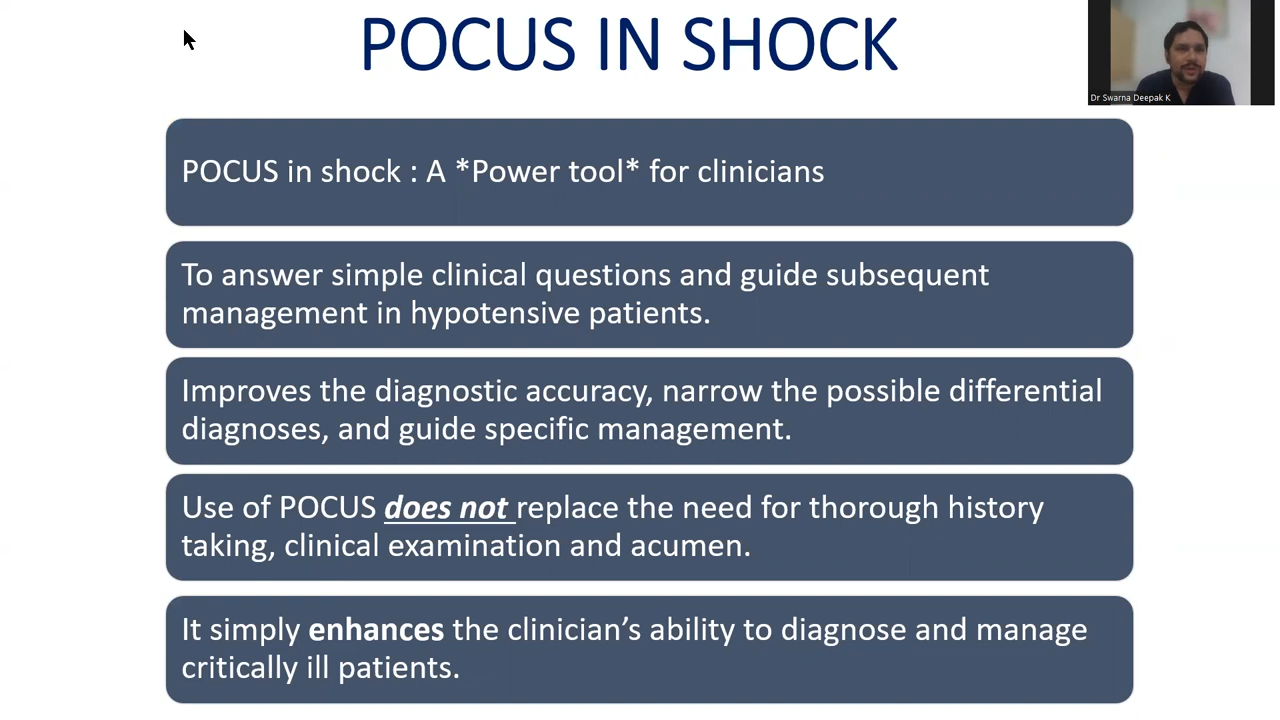 POCUS IN SHOCK
Dr Swarna Deepak K
POCUS in shock : A *Power tool* for clinicians
To answer simple clinical questions and guide subsequent
management in hypotensive patients.
Improves the diagnostic accuracy, narrow the possible differential
diagnoses, and guide specific management.
Use of POCUS does not replace the need for thorough history
taking, clinical examination and acumen.
It simply enhances the clinician’s ability to diagnose and manage
critically ill patients.